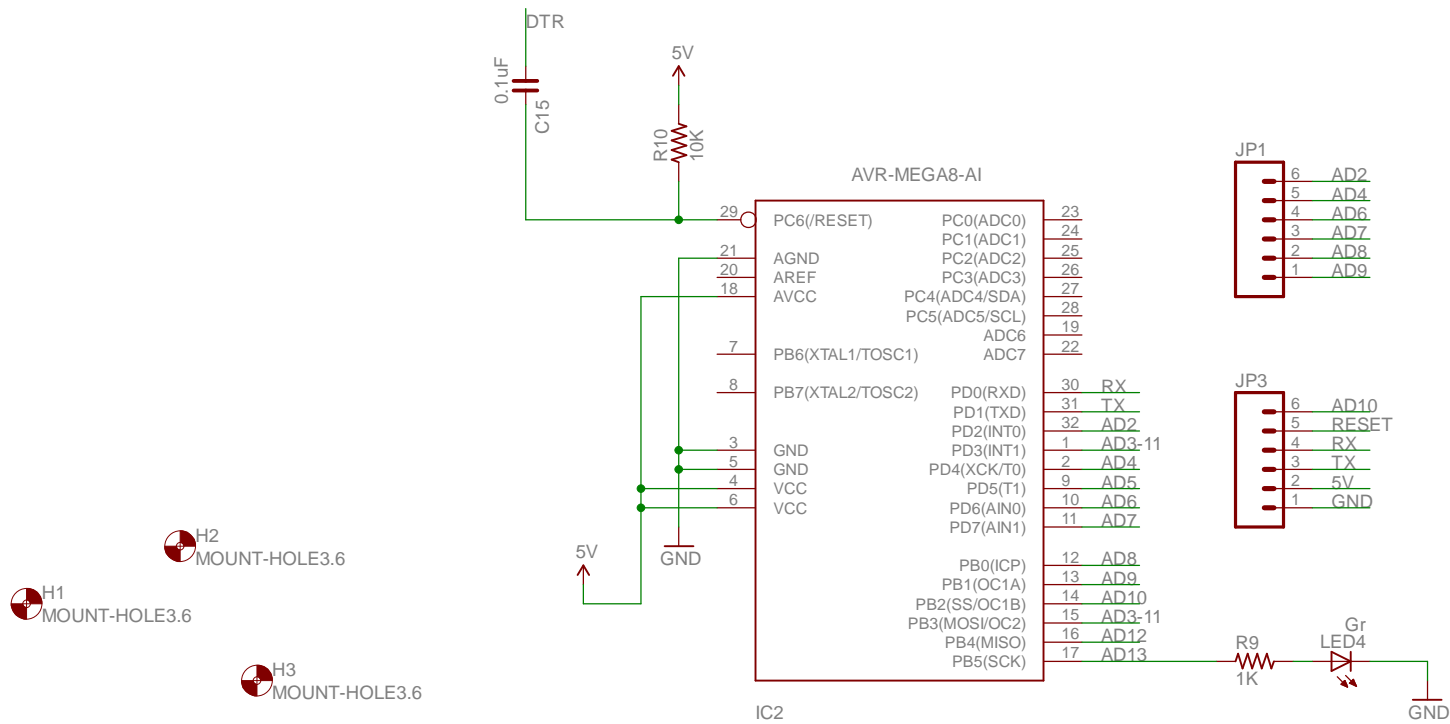 DTR
0.1uF
C15
5V
R10
10K
AVR-MEGA8-AI
29 PC6(/RESET)
21 AGND
20 AREF
18 AVCC
7 PB6(XTAL1/TOSC1)
8 PB7(XTAL2/TOSC2)
3 GND
5 GND
4 VCC
6 VCC
PC0(ADC0) 23
PC1(ADC1) 24
PC2(ADC2) 25
PC3(ADC3) 26
PC4(ADC4/SDA) 27
PC5(ADC5/SCL) 28
ADC6 19
ADC7 22
PD0(RXD) 30 RX
PD1(TXD) 31 TX
PD2(INT0) 32 AD2
PD3(INT1) 1 AD3-11
PD4(XCK/T0) 2 AD4
PD5(T1) 9 AD5
PD6(AIN0) 10 AD6
PD7(AIN1) 11 AD7
PB0(ICP) 12 AD8
PB1(OC1A) 13 AD9
PB2(SS/OC1B) 14 AD10
PB3(MOSI/OC2) 15 AD3-11
PB4(MISO) 16 AD12
PB5(SCK) 17 AD13
IC2
GND
5V
JP1
6 AD2
5 AD4
4 AD6
3 AD7
2 AD8
1 AD9
JP3
6 AD10
5 RESET
4 RX
3 TX
2 5V
1 GND
R9
1K
Gr
LED4
GND
H2
MOUNT-HOLE3.6
H1
MOUNT-HOLE3.6
H3
MOUNT-HOLE3.6